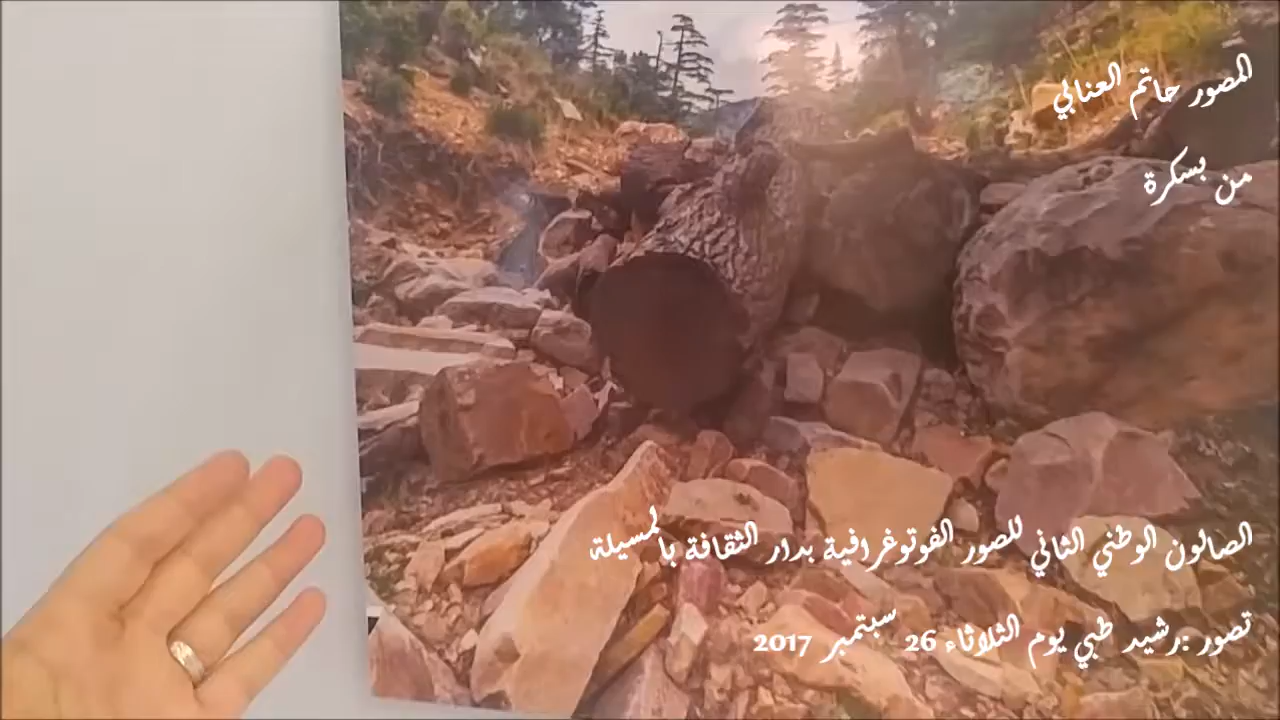 المصور حاتم العنابي
من بسكرة
الصالون الوطني الثاني للصور الفوتوغرافية بدار الثقافة بالمسيلة
تصور :رشيد طبي يوم الثلاثاء 26 سبتمبر 2017